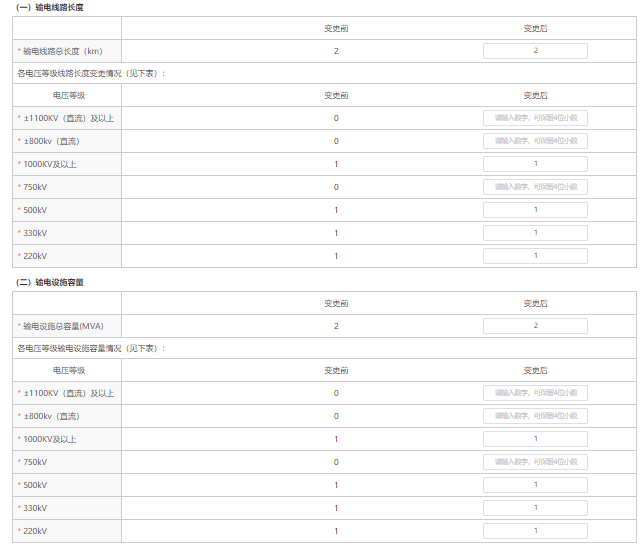 （一）输电线路长度
变更前 变更后
* 输电线路总长度（km） 2 2
各电压等级线路长度变更情况（见下表）：
电压等级 变更前 变更后
* ±1100KV（直流）及以上 0 请输入数字，可保留4位小数
* ±800kv（直流） 0 请输入数字，可保留4位小数
* 1000KV及以上 1 1
* 750kV 0 请输入数字，可保留4位小数
* 500kV 1 1
* 330kV 1 1
* 220kV 1 1
（二）输电设施容量
变更前 变更后
* 输电设施总容量(MVA) 2 2
各电压等级输电设施容量情况（见下表）：
电压等级 变更前 变更后
* ±1100KV（直流）及以上 0 请输入数字，可保留4位小数
* ±800kv（直流） 0 请输入数字，可保留4位小数
* 1000KV及以上 1 1
* 750kV 0 请输入数字，可保留4位小数
* 500kV 1 1
* 330kV 1 1
* 220kV 1 1